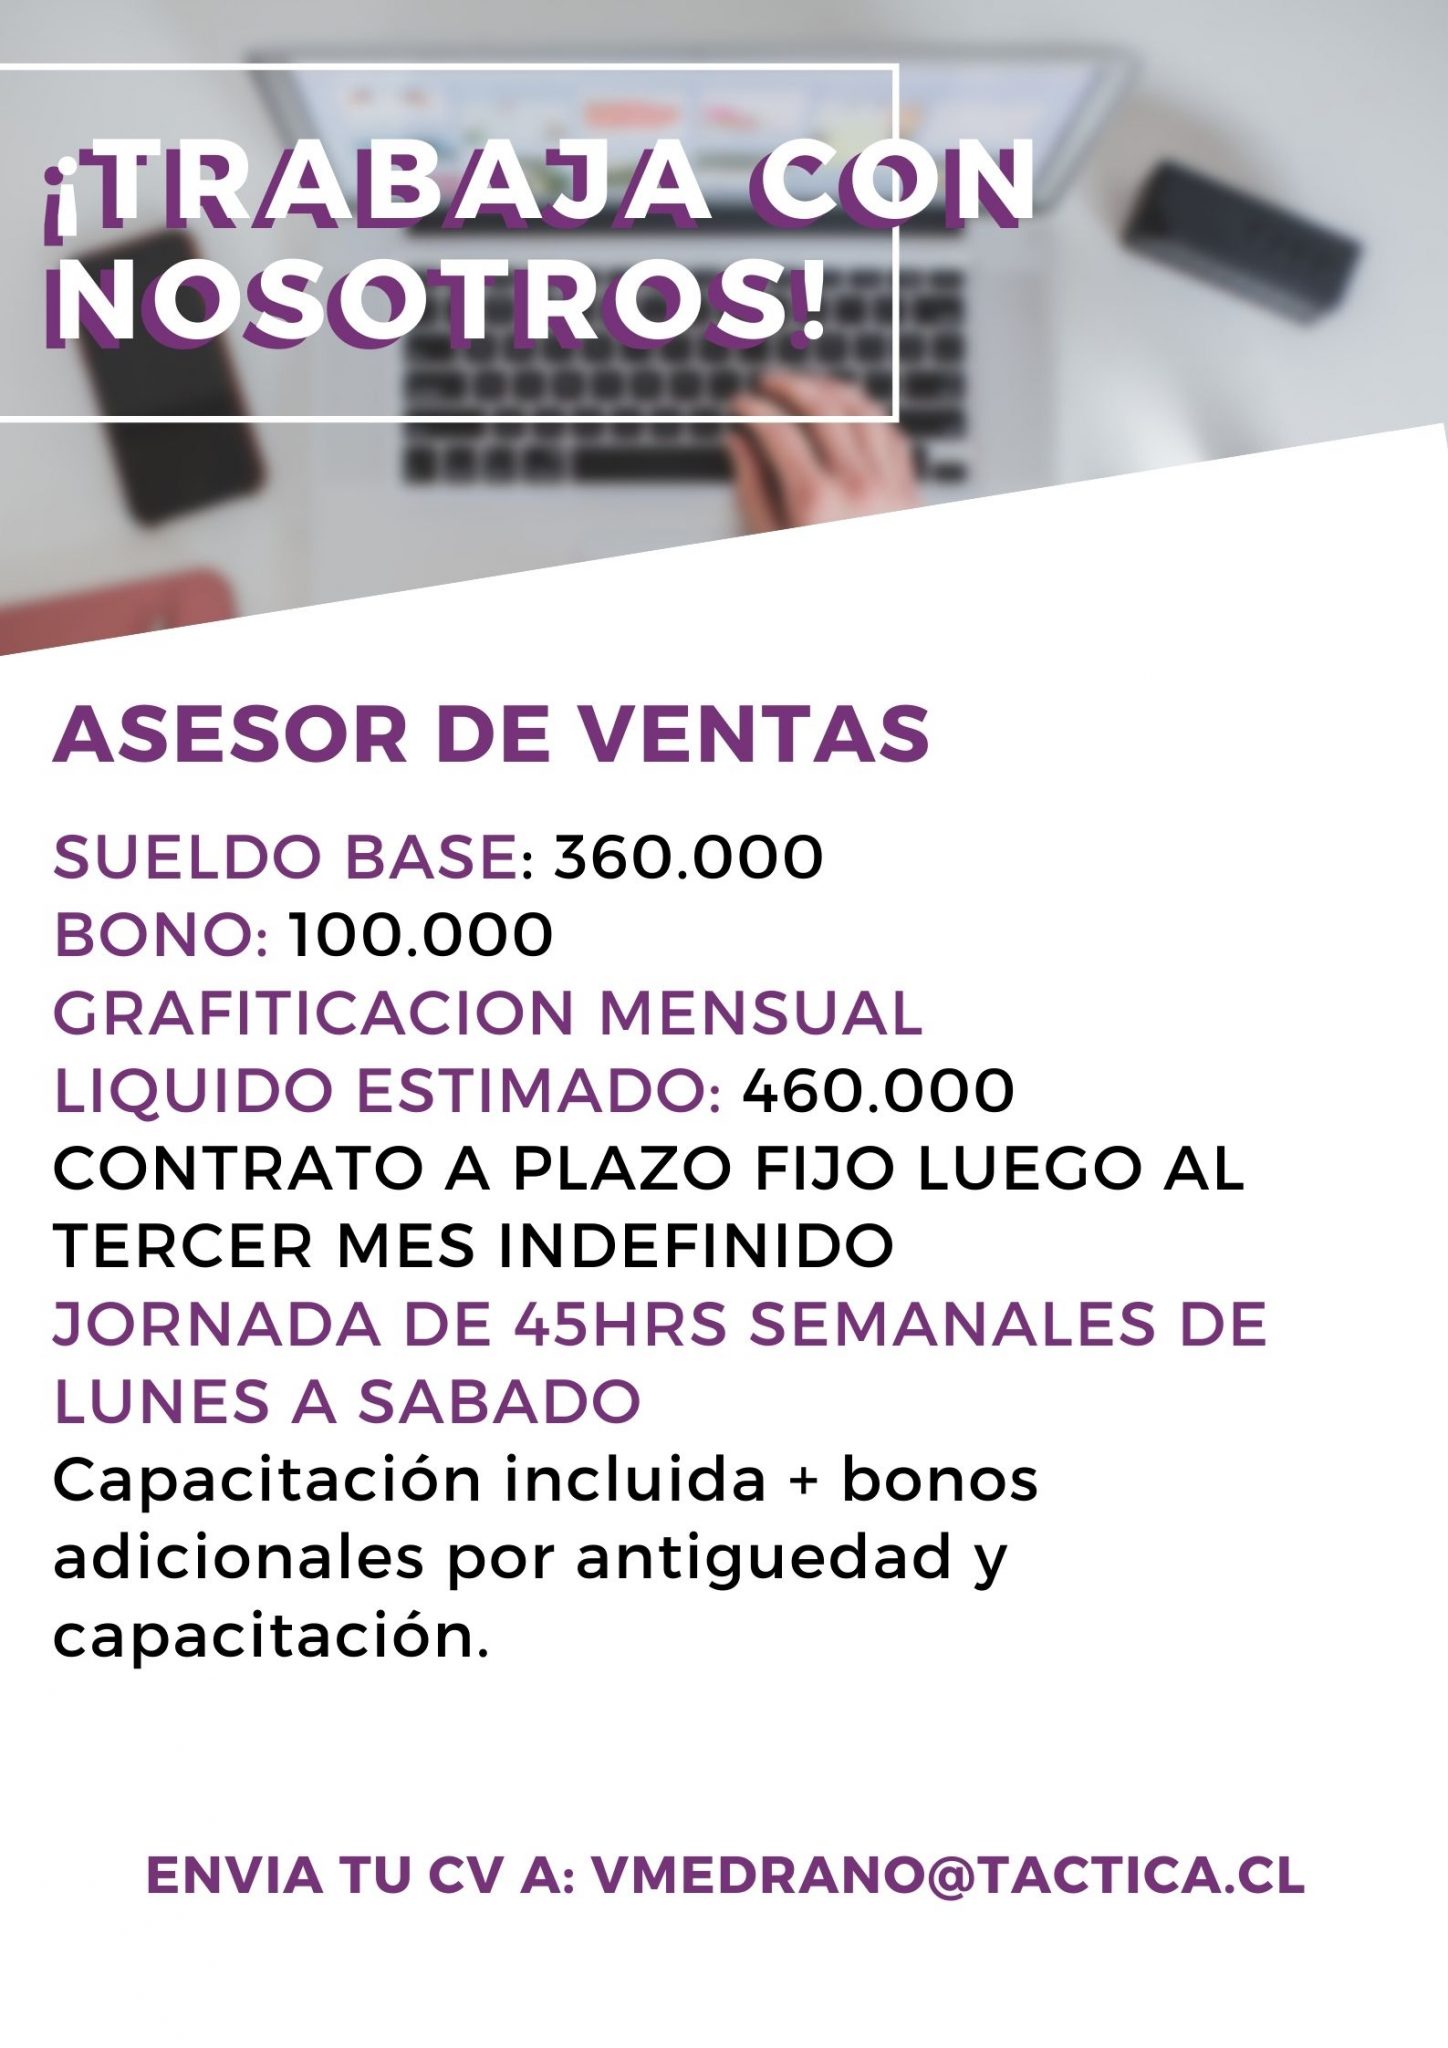 ¡TRABAJA CON
NOSOTROS!
ASESOR DE VENTAS
SUELDO BASE: 360.000
BONO: 100.000
GRAFITICACION MENSUAL
LIQUIDO ESTIMADO: 460.000
CONTRATO A PLAZO FIJO LUEGO AL
TERCER MES INDEFINIDO
JORNADA DE 45HRS SEMANALES DE
LUNES A SABADO
Capacitación incluida + bonos
adicionales por antiguedad y
capacitación.
ENVIA TU CV A: VMEDRANO@TACTICA.CL